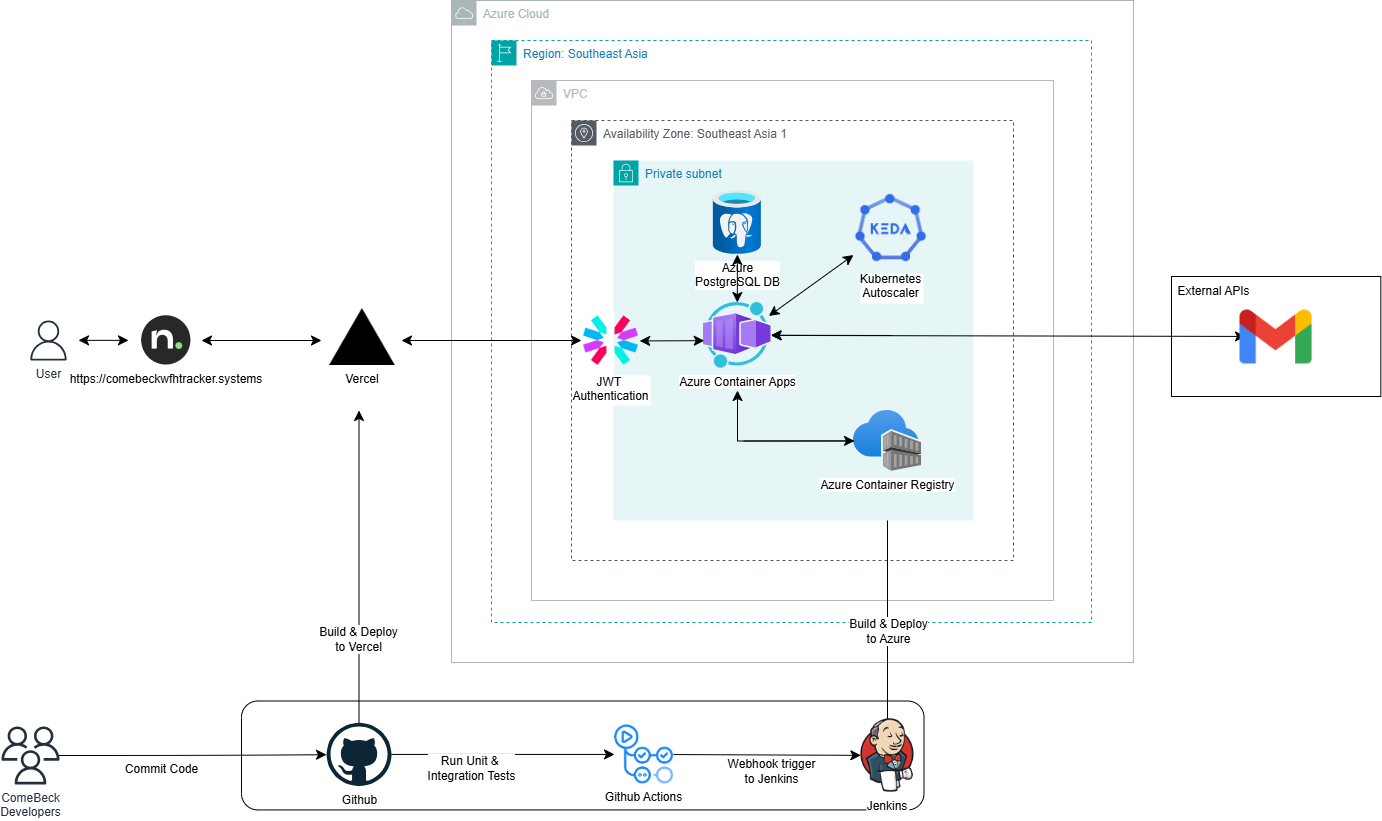 Azure Cloud
Region: Southeast Asia
VPC
Availability Zone: Southeast Asia 1
Private subnet
KEDA
Azure
PostgreSQL DB
Kubernetes
Autoscaler
External APIs
n.
User
https://comebeckwfhtracker.systems
Vercel
JWT
Authentication
Azure Container Apps
Azure Container Registry
Build & Deploy
to Vercel
Build & Deploy
to Azure
Commit Code
Run Unit &
Integration Tests
Webhook trigger
to Jenkins
ComeBeck
Developers
Github
Github Actions
Jenkins